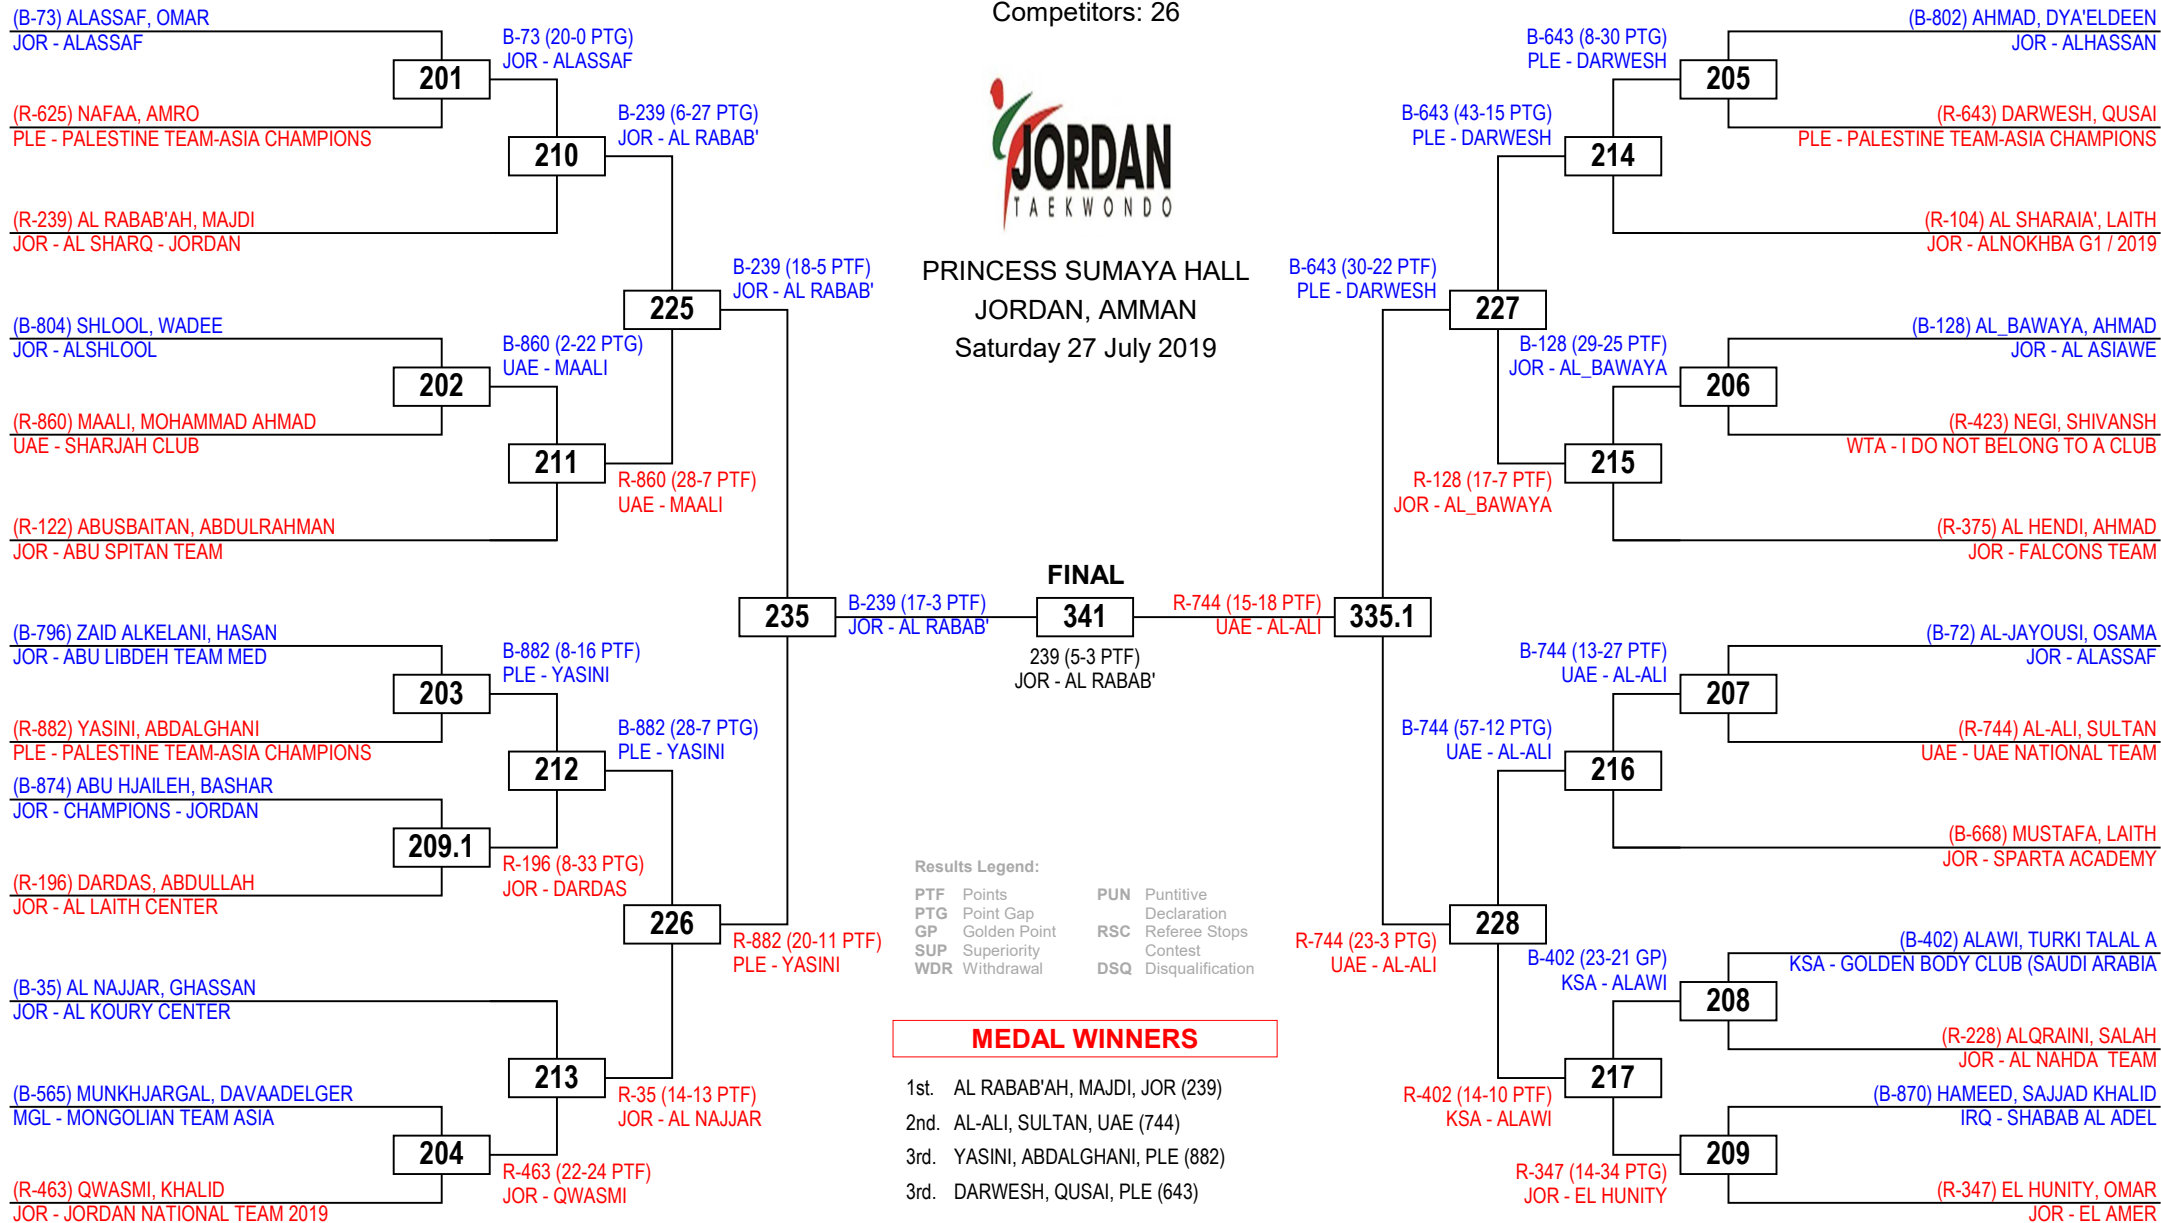 Competitors: 26
(B-73) ALASSAF, OMAR
JOR - ALASSAF
(R-625) NAFAA, AMRO
PLE - PALESTINE TEAM-ASIA CHAMPIONS
(R-239) AL RABAB'AH, MAJDI
JOR - AL SHARQ - JORDAN
(B-804) SHLOOL, WADEE
JOR - ALSHLOOL
(R-860) MAALI, MOHAMMAD AHMAD
UAE - SHARJAH CLUB
(R-122) ABUSBAITAN, ABDULRAHMAN
JOR - ABU SPITAN TEAM
(B-796) ZAID ALKELANI, HASAN
JOR - ABU LIBDEH TEAM MED
(R-882) YASINI, ABDALGHANI
PLE - PALESTINE TEAM-ASIA CHAMPIONS
(B-874) ABU HJAILEH, BASHAR
JOR - CHAMPIONS - JORDAN
(R-196) DARDAS, ABDULLAH
JOR - AL LAITH CENTER
(B-35) AL NAJJAR, GHASSAN
JOR - AL KOURY CENTER
(B-565) MUNKHJARGAL, DAVAADELGER
MGL - MONGOLIAN TEAM ASIA
(R-463) QWASMI, KHALID
JOR - JORDAN NATIONAL TEAM 2019
201
202
203
209.1
204
B-73 (20-0 PTG)
JOR - ALASSAF
B-860 (2-22 PTG)
UAE - MAALI
B-882 (8-16 PTF)
PLE - YASINI
R-196 (8-33 PTG)
JOR - DARDAS
R-463 (22-24 PTF)
JOR - QWASMI
210
211
212
213
B-239 (6-27 PTG)
JOR - AL RABAB'
R-860 (28-7 PTF)
UAE - MAALI
B-882 (28-7 PTG)
PLE - YASINI
R-35 (14-13 PTF)
JOR - AL NAJJAR
225
226
B-239 (18-5 PTF)
JOR - AL RABAB'
R-882 (20-11 PTF)
PLE - YASINI
235
B-239 (17-3 PTF)
JOR - AL RABAB'
JORDAN
TAEKWONDO
PRINCESS SUMAYA HALL
JORDAN, AMMAN
Saturday 27 July 2019
FINAL
341
239 (5-3 PTF)
JOR - AL RABAB'
R-744 (15-18 PTF)
UAE - AL-ALI
335.1
B-643 (30-22 PTF)
PLE - DARWESH
R-744 (23-3 PTG)
UAE - AL-ALI
227
228
B-643 (43-15 PTG)
PLE - DARWESH
R-128 (17-7 PTF)
JOR - AL_BAWAYA
B-744 (57-12 PTG)
UAE - AL-ALI
R-402 (14-10 PTF)
KSA - ALAWI
214
215
216
217
B-643 (8-30 PTG)
PLE - DARWESH
B-128 (29-25 PTF)
JOR - AL_BAWAYA
B-744 (13-27 PTF)
UAE - AL-ALI
B-402 (23-21 GP)
KSA - ALAWI
R-347 (14-34 PTG)
JOR - EL HUNITY
205
206
207
208
209
(B-802) AHMAD, DYA'ELDEEN
JOR - ALHASSAN
(R-643) DARWESH, QUSAI
PLE - PALESTINE TEAM-ASIA CHAMPIONS
(R-104) AL SHARAIA', LAITH
JOR - ALNOKHBA G1 / 2019
(B-128) AL_BAWAYA, AHMAD
JOR - AL ASIAWE
(R-423) NEGI, SHIVANSH
WTA - I DO NOT BELONG TO A CLUB
(R-375) AL HENDI, AHMAD
JOR - FALCONS TEAM
(B-72) AL-JAYOUSI, OSAMA
JOR - ALASSAF
(R-744) AL-ALI, SULTAN
UAE - UAE NATIONAL TEAM
(B-668) MUSTAFA, LAITH
JOR - SPARTA ACADEMY
(B-402) ALAWI, TURKI TALAL A
KSA - GOLDEN BODY CLUB (SAUDI ARABIA
(R-228) ALQRAINI, SALAH
JOR - AL NAHDA  TEAM
(B-870) HAMEED, SAJJAD KHALID
IRQ - SHABAB AL ADEL
(R-347) EL HUNITY, OMAR
JOR - EL AMER
Results Legend:
PTF Points
PTG Point Gap
GP Golden Point
SUP Superiority
WDR Withdrawal
PUN Puntitive
Declaration
RSC Referee Stops
Contest
DSQ Disqualification
MEDAL WINNERS
1st. AL RABAB'AH, MAJDI, JOR (239)
2nd. AL-ALI, SULTAN, UAE (744)
3rd. YASINI, ABDALGHANI, PLE (882)
3rd. DARWESH, QUSAI, PLE (643)